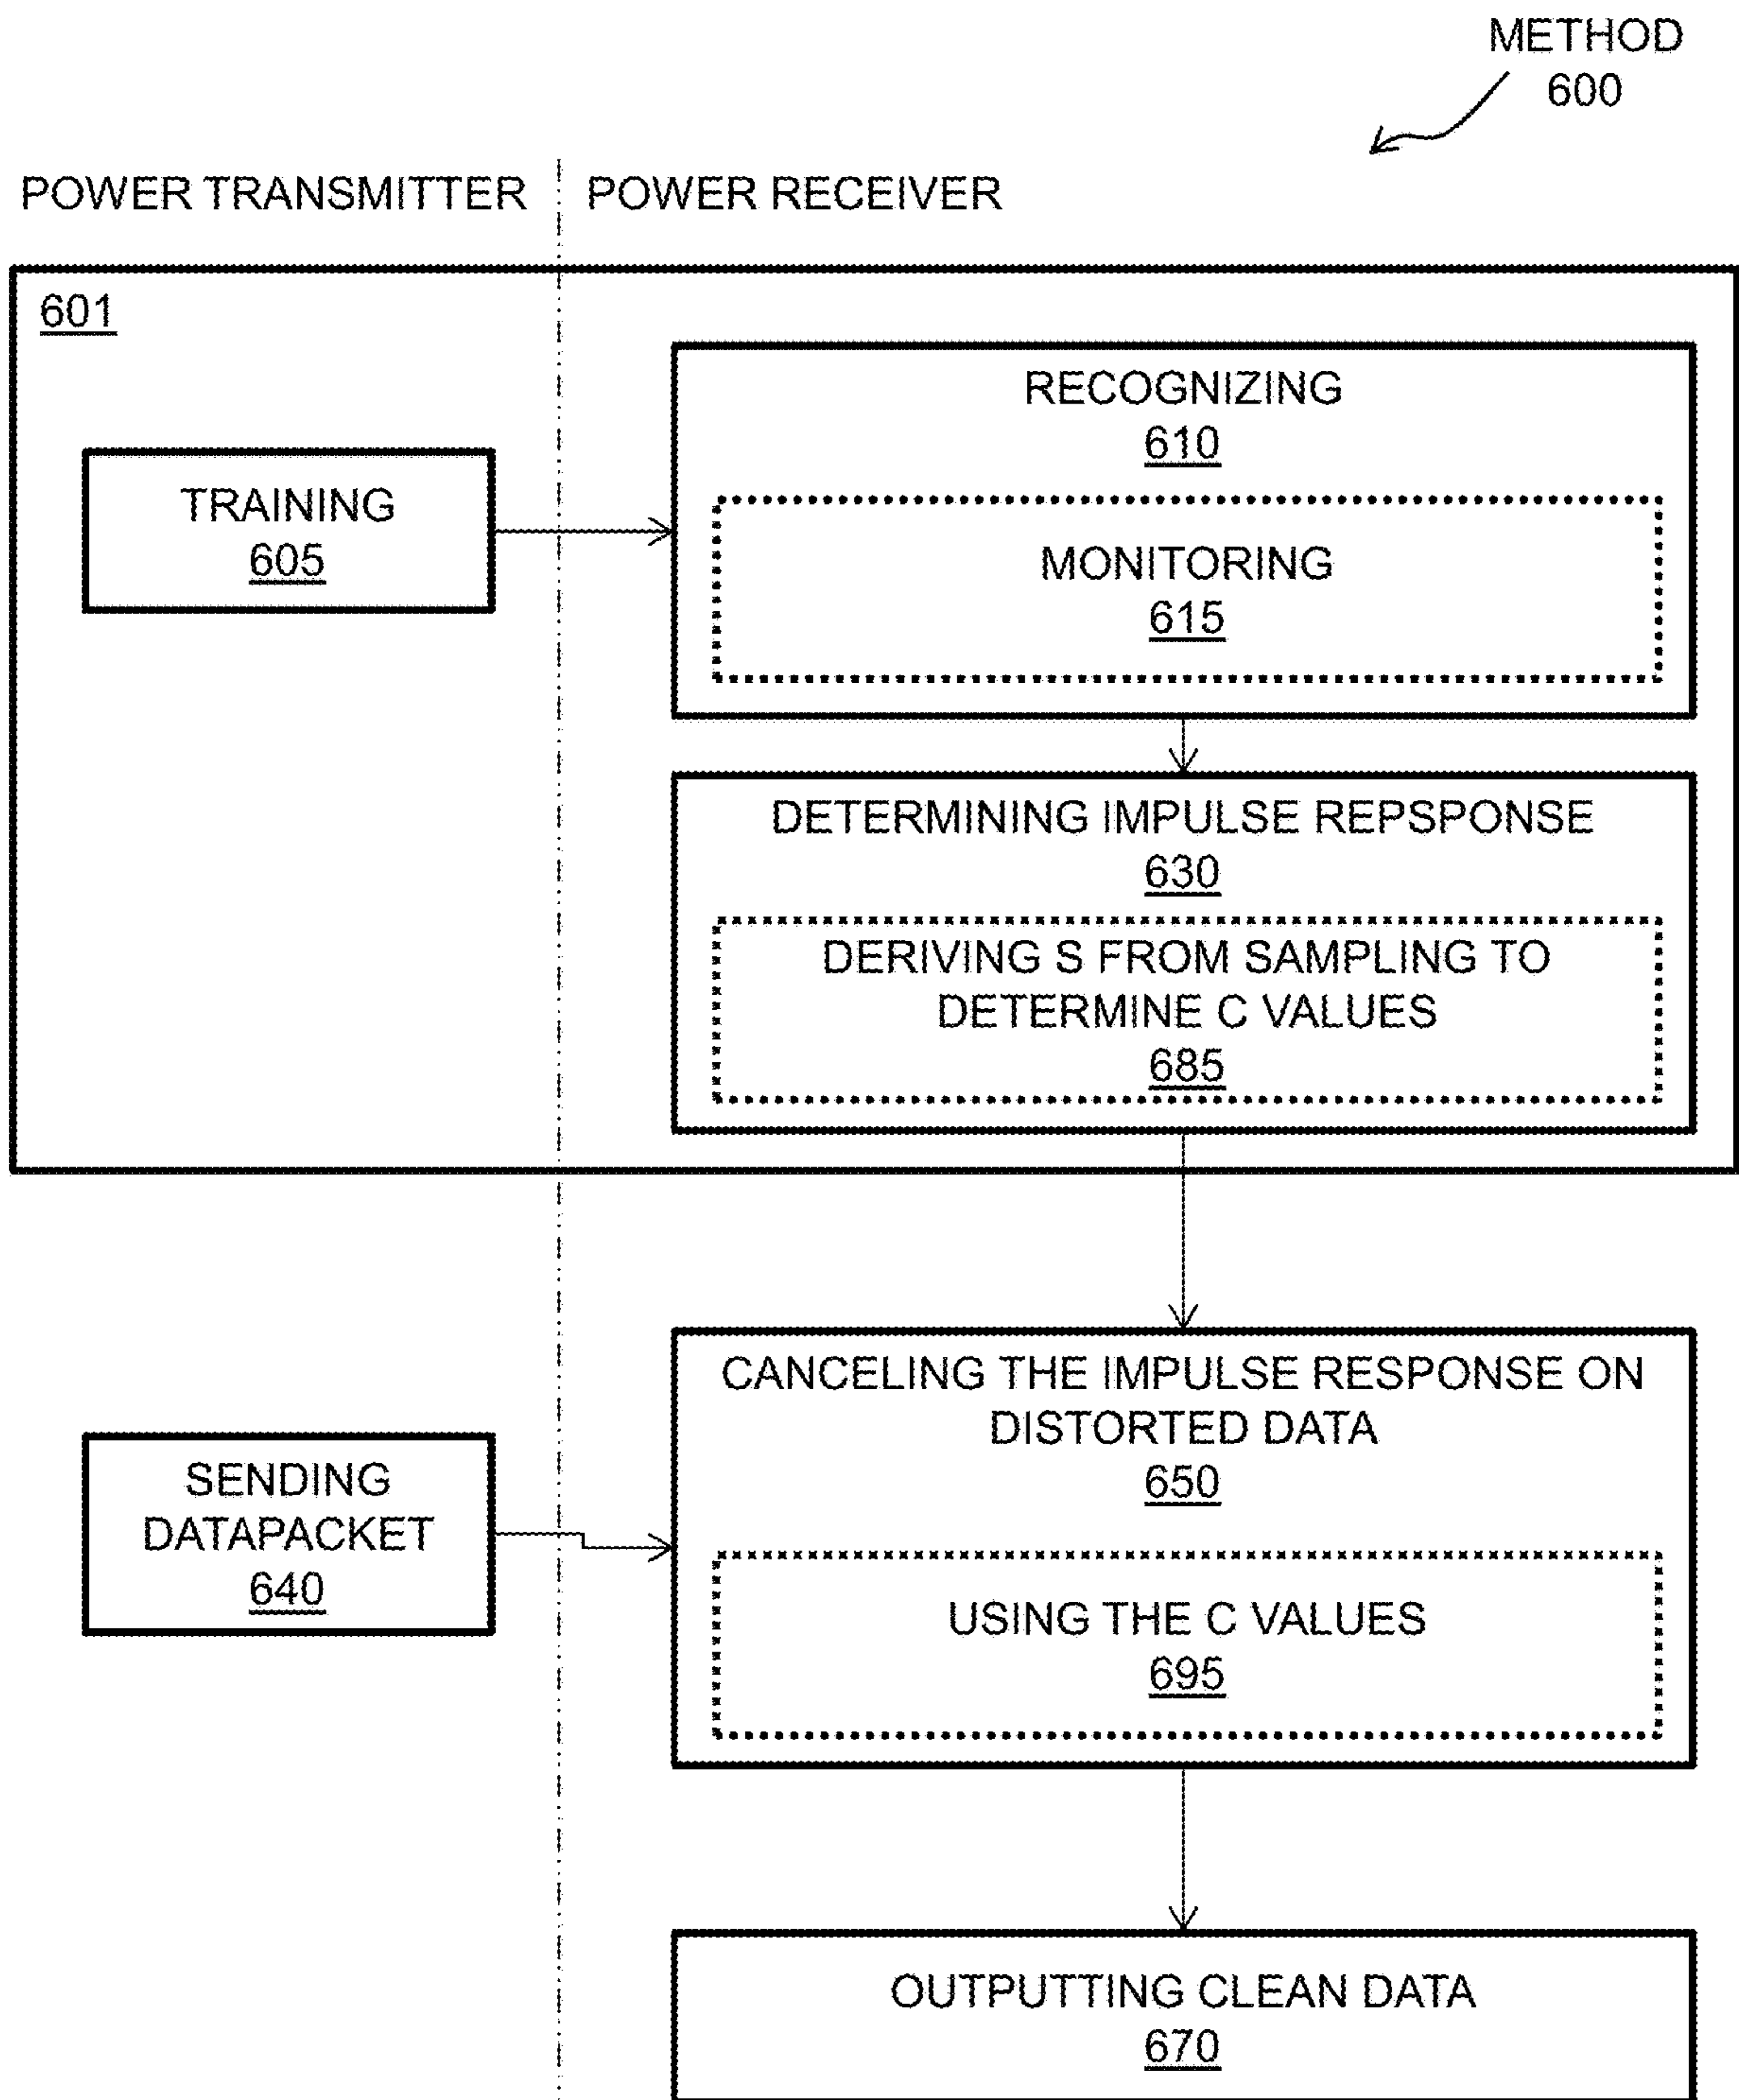 METHOD
600
POWER TRANSMITTER
POWER RECEIVER
601
RECOGNIZING
610
TRAINING
605
MONITORING
615
DETERMINING IMPULSE REPSPONSE
630
DERIVING S FROM SAMPLING TO
DETERMINE C VALUES
685
CANCELING THE IMPULSE RESPONSE ON
DISTORTED DATA
650
SENDING
DATAPACKET
640
USING THE C VALUES
695
OUTPUTTING CLEAN DATA
670